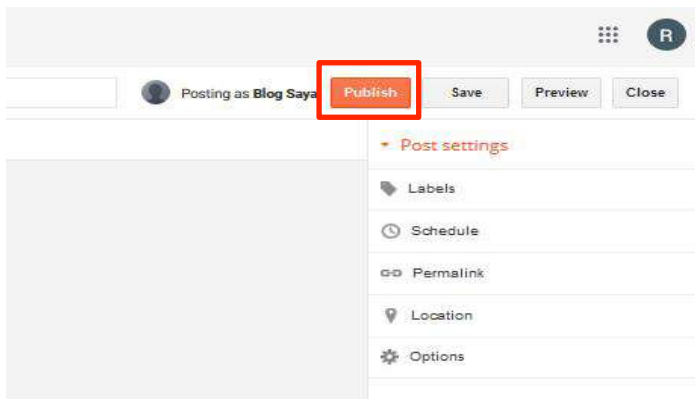 R
Posting as Blog Saya Publish Save Preview Close
Post settings
Labels
Schedule
Permalink
Location
Options